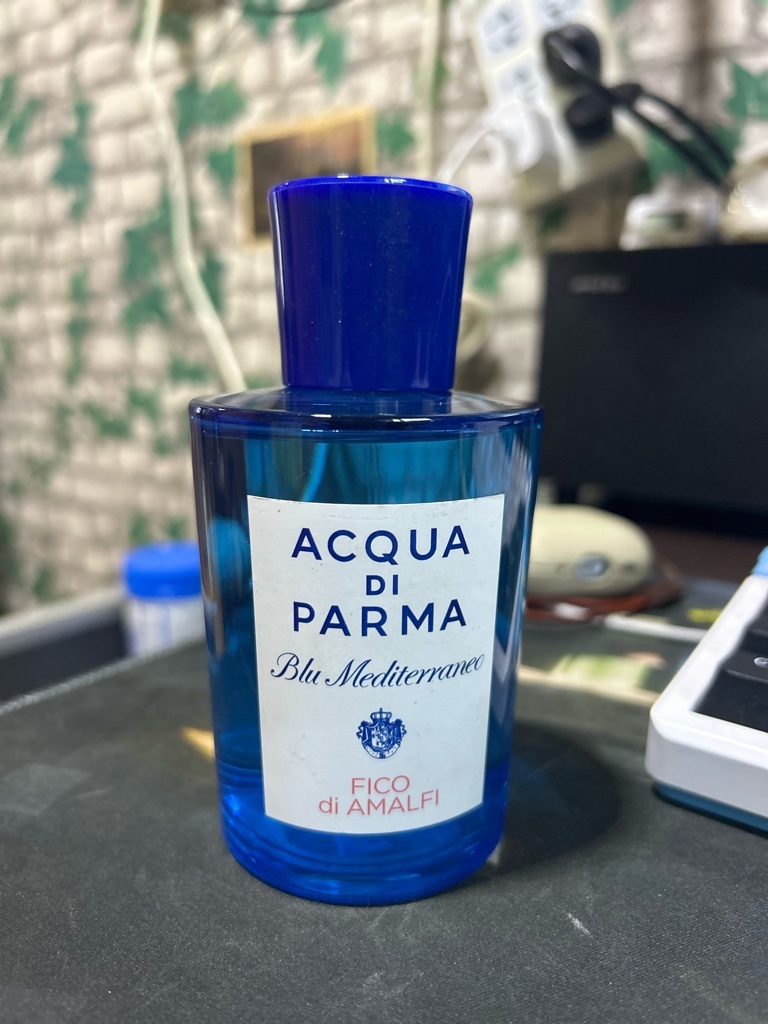 ACQUA
DI
PARMA
Blu Mediterraneo
FICO
di AMALFI